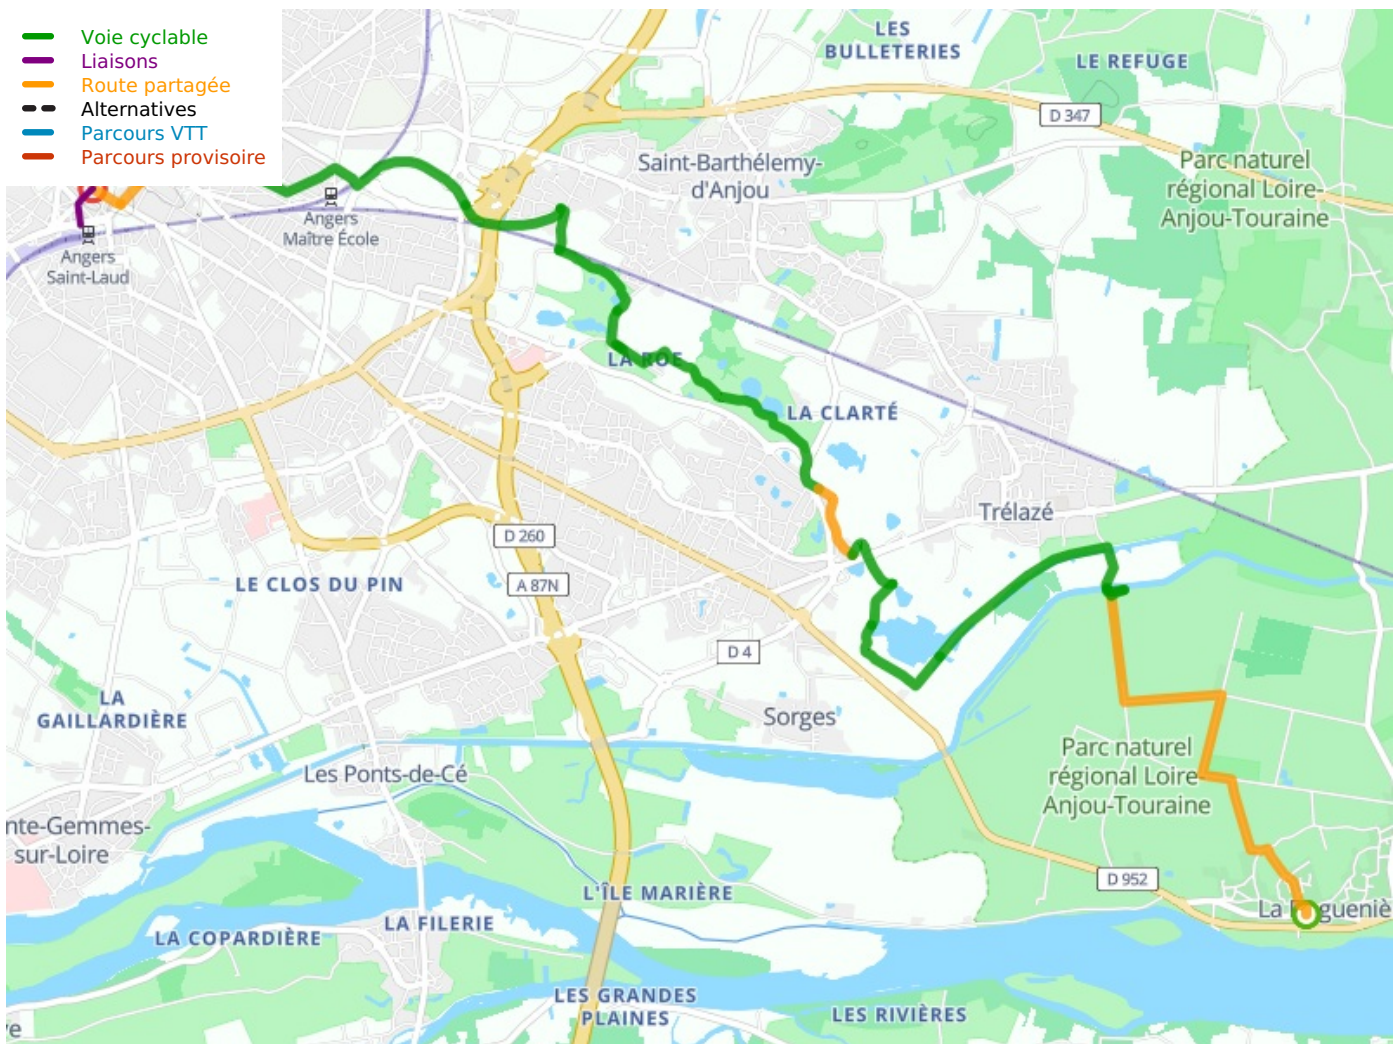 Voie cyclable
Liaisons
Route partagée
Alternatives
Parcours VTT
Parcours provisoire
LES
BULLETERIES
LE REFUGE
D 347
Saint-Barthélemy-
d'Anjou
Parc naturel
régional Loire-
Anjou-Touraine
Angers
Maître École
Angers
Saint-Laud
LA ROE
LA CLARTÉ
Trélazé
D 260
A 87N
LE CLOS DU PIN
D 4
LA
GAILLARDIÈRE
Sorges
Parc naturel
régional Loire-
Anjou-Touraine
Les Ponts-de-Cé
nte-Gemmes-
sur-Loire
D 952
L'ÎLE MARIÈRE
La gueniè
LA FILERIE
LA COPARDIÈRE
LES GRANDES
PLAINES
LES RIVIÈRES